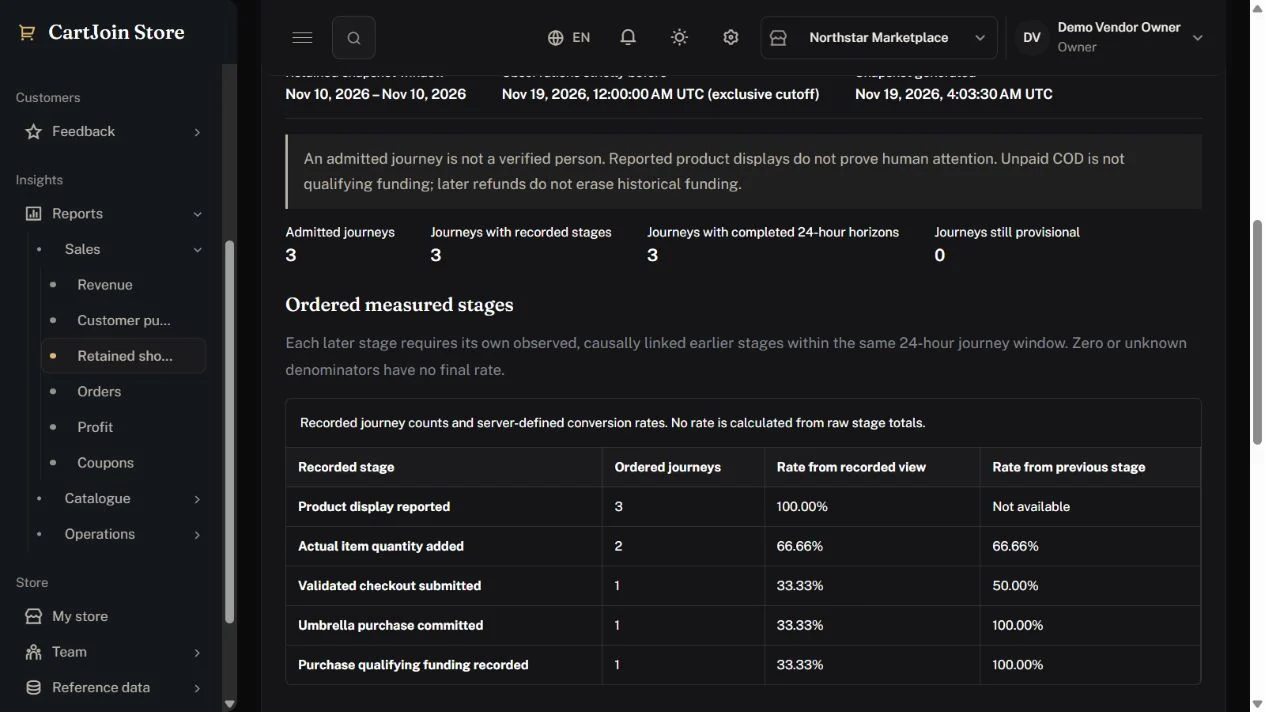 CartJoin Store
Customers
Feedback
Insights
Reports
Sales
Revenue
Customer pu...
Retained sho...
Orders
Profit
Coupons
Catalogue
Operations
Store
My store
Team
Reference data
EN
Northstar Marketplace
DV
Demo Vendor Owner
Owner
Retained snapshot window
Observations strictly before
Snapshot generated
Nov 10, 2026 – Nov 10, 2026
Nov 19, 2026, 12:00:00 AM UTC (exclusive cutoff)
Nov 19, 2026, 4:03:30 AM UTC
An admitted journey is not a verified person. Reported product displays do not prove human attention. Unpaid COD is not
qualifying funding; later refunds do not erase historical funding.
Admitted journeys
3
Journeys with recorded stages
3
Journeys with completed 24-hour horizons
3
Journeys still provisional
0
Ordered measured stages
Each later stage requires its own observed, causally linked earlier stages within the same 24-hour journey window. Zero or unknown
denominators have no final rate.
Recorded journey counts and server-defined conversion rates. No rate is calculated from raw stage totals.
Recorded stage Ordered journeys Rate from recorded view Rate from previous stage
Product display reported 3 100.00% Not available
Actual item quantity added 2 66.66% 66.66%
Validated checkout submitted 1 33.33% 50.00%
Umbrella purchase committed 1 33.33% 100.00%
Purchase qualifying funding recorded 1 33.33% 100.00%